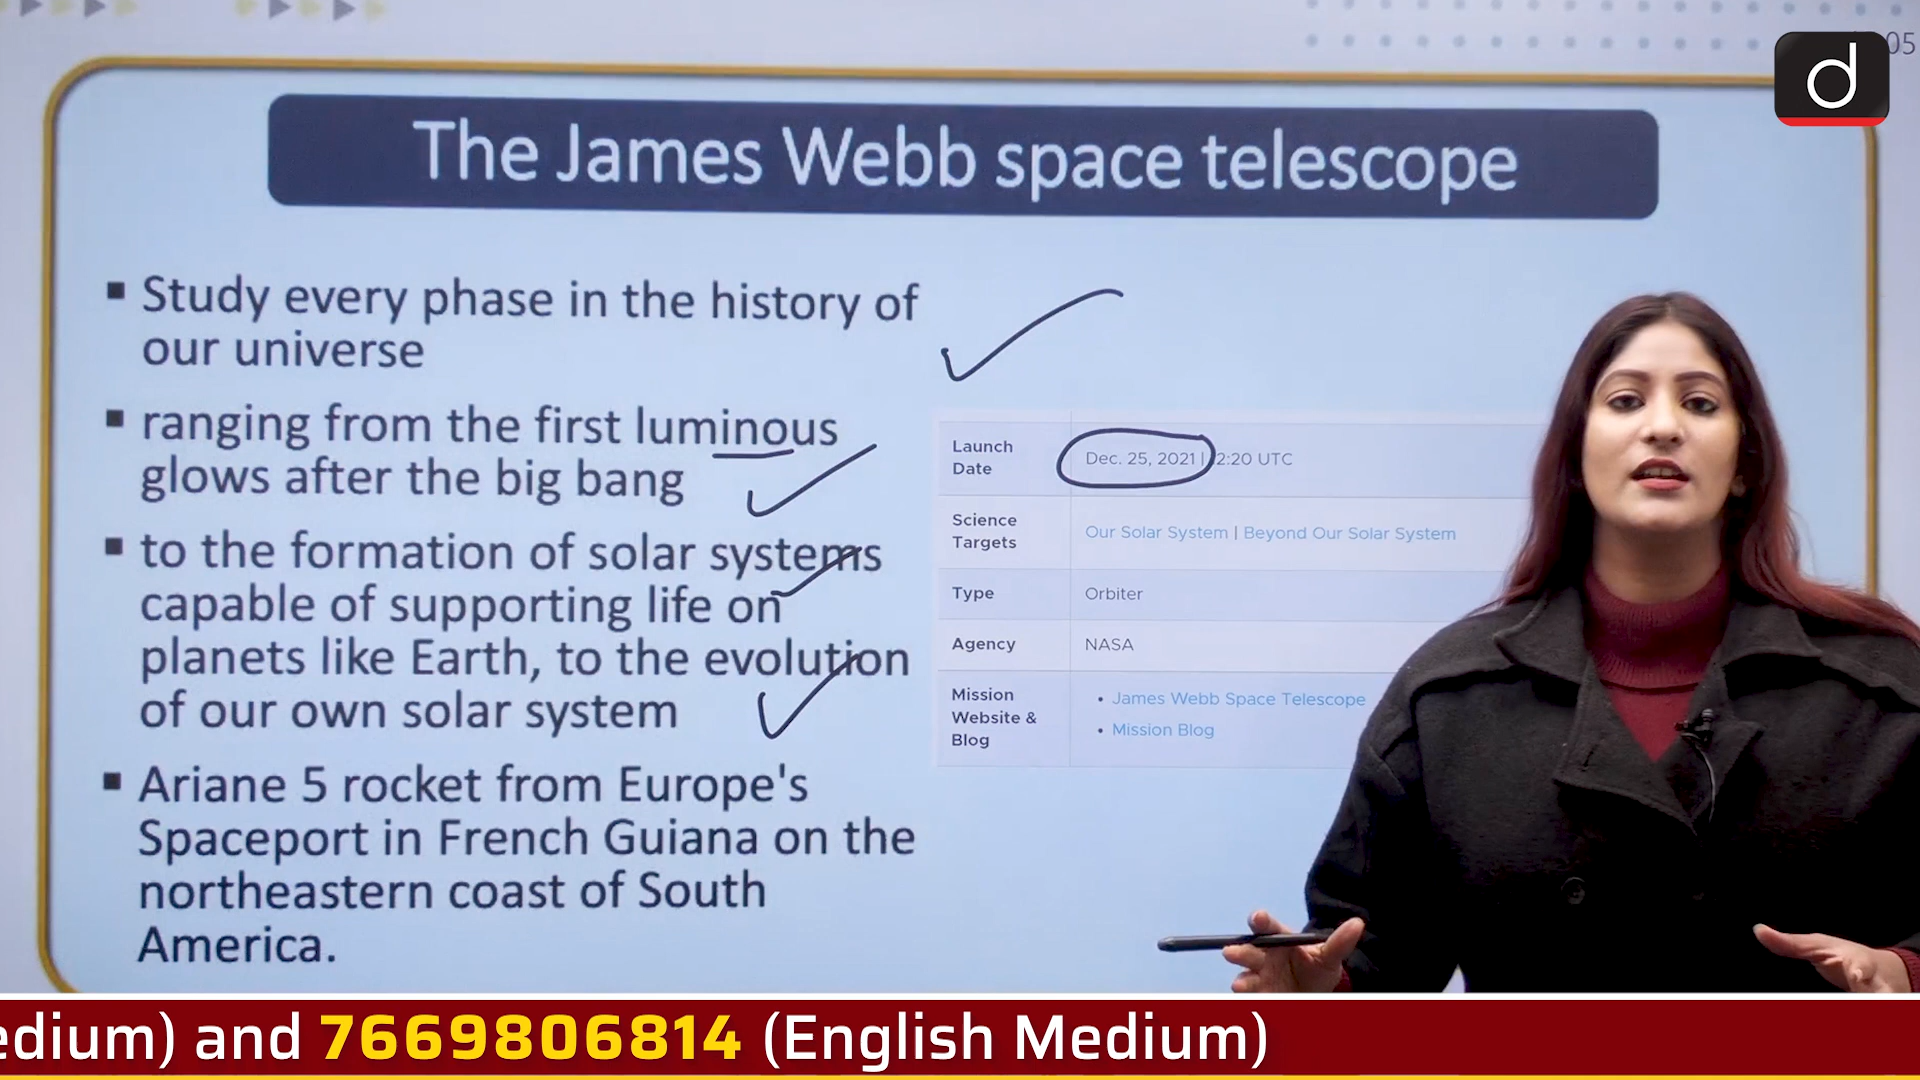 05
d
The James Webb space telescope
▪ Study every phase in the history of
our universe
▪ ranging from the first luminous
glows after the big bang
▪ to the formation of solar systems
capable of supporting life on
planets like Earth, to the evolution
of our own solar system
▪ Ariane 5 rocket from Europe's
Spaceport in French Guiana on the
northeastern coast of South
America.
Launch
Date
Dec. 25, 2021 | 2:20 UTC
Science
Targets
Our Solar System | Beyond Our Solar System
Type
Orbiter
Agency
NASA
Mission
Website &
Blog
• James Webb Space Telescope
• Mission Blog
edium) and 7669806814 (English Medium)